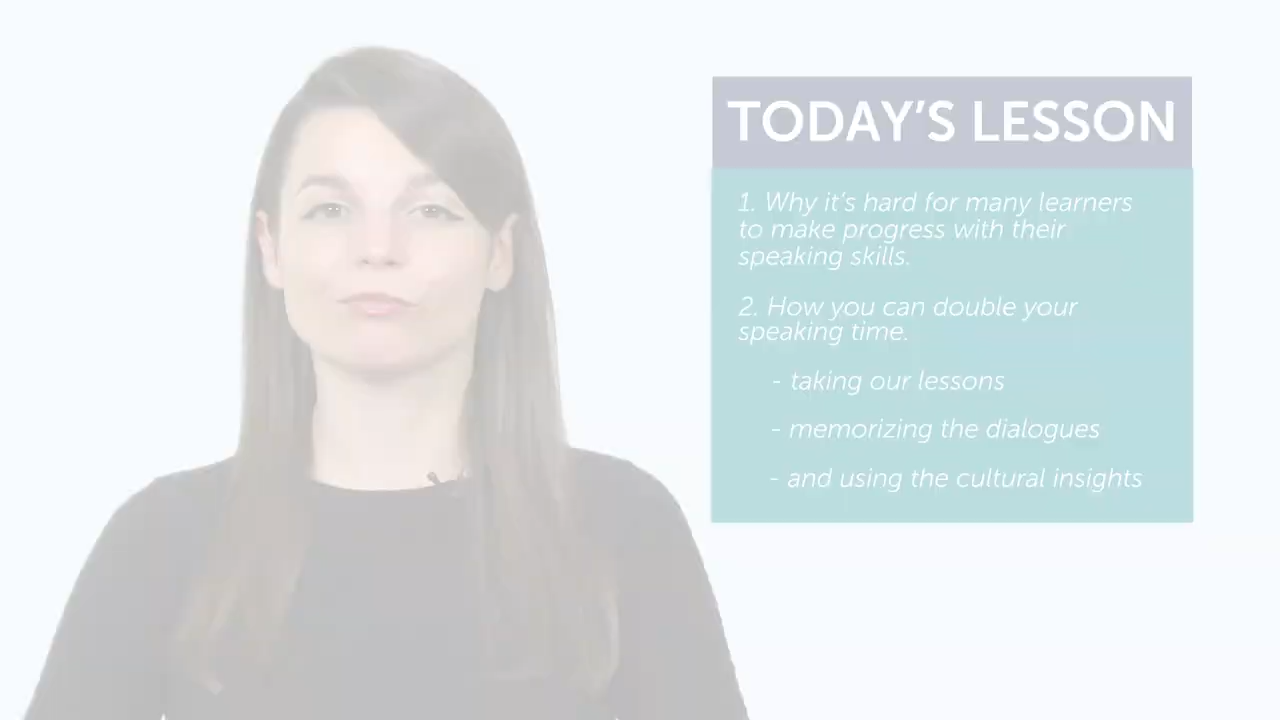 TODAY'S LESSON
1. Why it's hard for many learners
to make progress with their
speaking skills.
2. How you can double your
speaking time.
- taking our lessons
- memorizing the dialogues
- and using the cultural insights